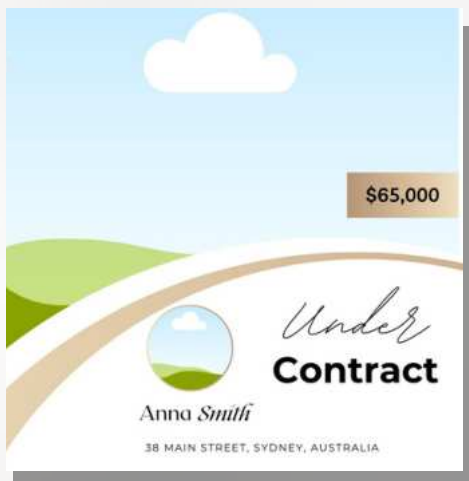 $65,000
Under
Contract
Anna Smith
38 MAIN STREET, SYDNEY, AUSTRALIA